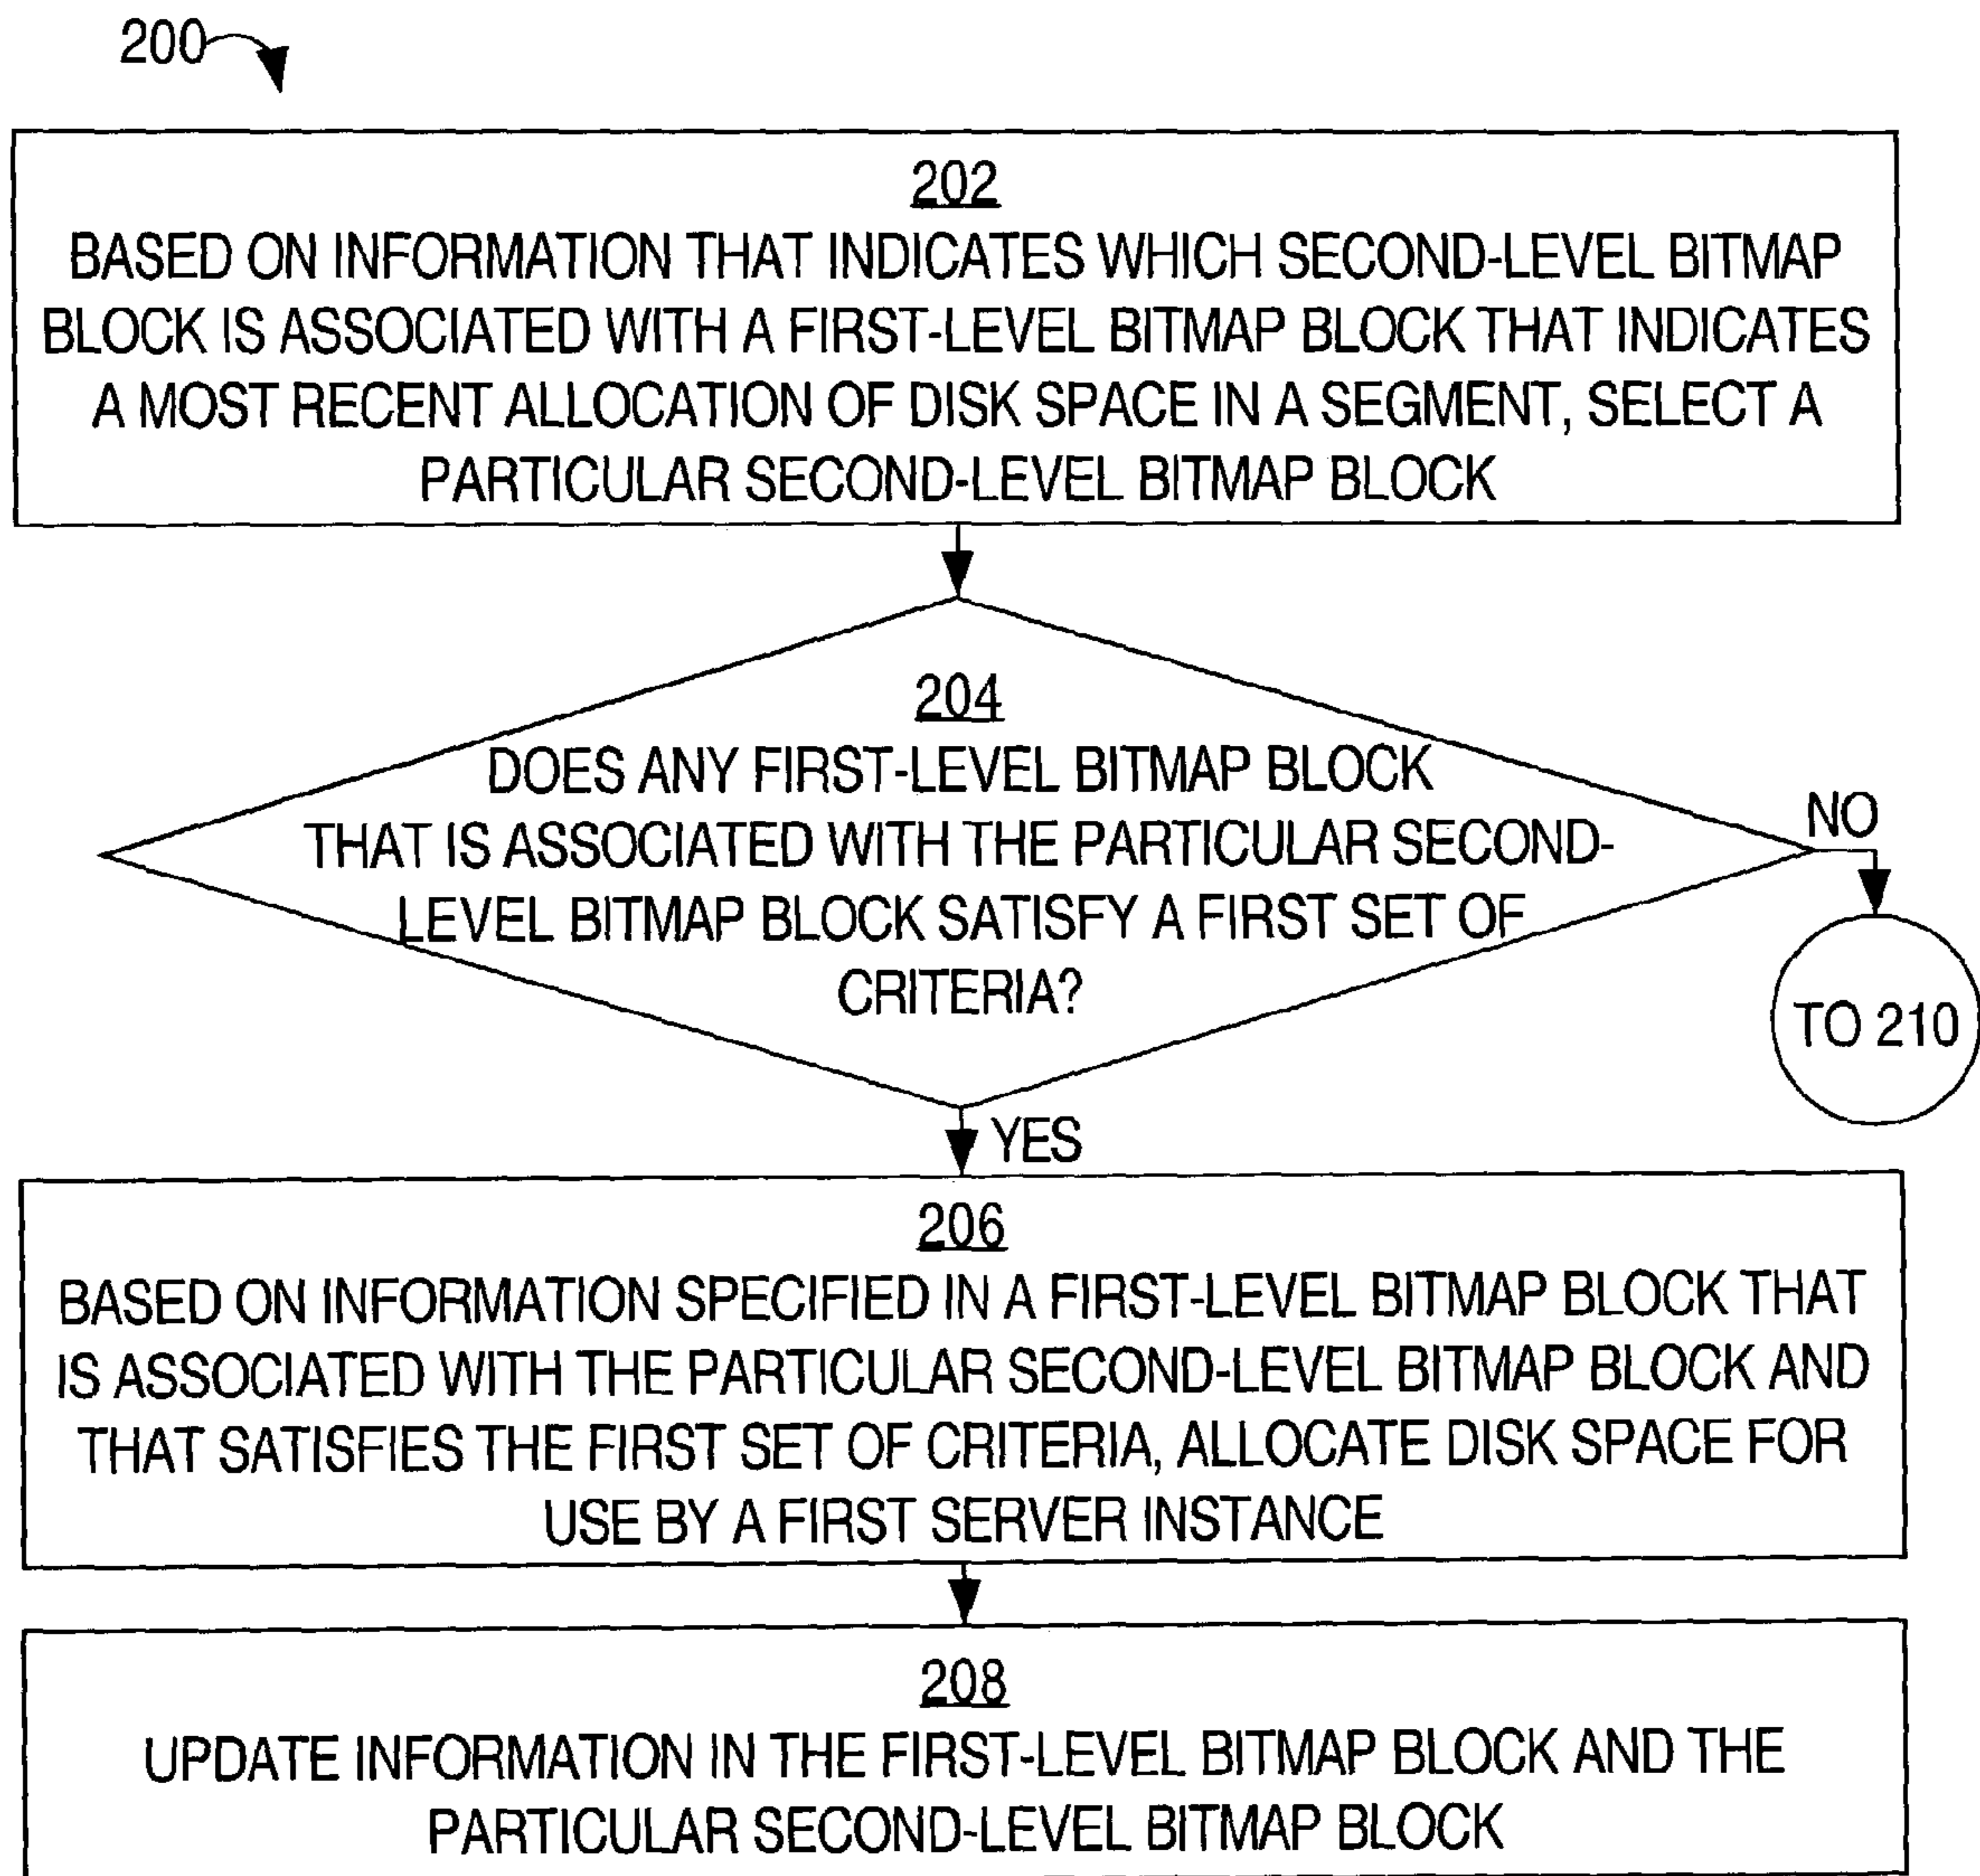 200
202
BASED ON INFORMATION THAT INDICATES WHICH SECOND-LEVEL BITMAP
BLOCK IS ASSOCIATED WITH A FIRST-LEVEL BITMAP BLOCK THAT INDICATES
A MOST RECENT ALLOCATION OF DISK SPACE IN A SEGMENT, SELECT A
PARTICULAR SECOND-LEVEL BITMAP BLOCK
204
DOES ANY FIRST-LEVEL BITMAP BLOCK
THAT IS ASSOCIATED WITH THE PARTICULAR SECOND-
LEVEL BITMAP BLOCK SATISFY A FIRST SET OF
CRITERIA?
NO
TO 210
YES
206
BASED ON INFORMATION SPECIFIED IN A FIRST-LEVEL BITMAP BLOCK THAT
IS ASSOCIATED WITH THE PARTICULAR SECOND-LEVEL BITMAP BLOCK AND
THAT SATISFIES THE FIRST SET OF CRITERIA, ALLOCATE DISK SPACE FOR
USE BY A FIRST SERVER INSTANCE
208
UPDATE INFORMATION IN THE FIRST-LEVEL BITMAP BLOCK AND THE
PARTICULAR SECOND-LEVEL BITMAP BLOCK